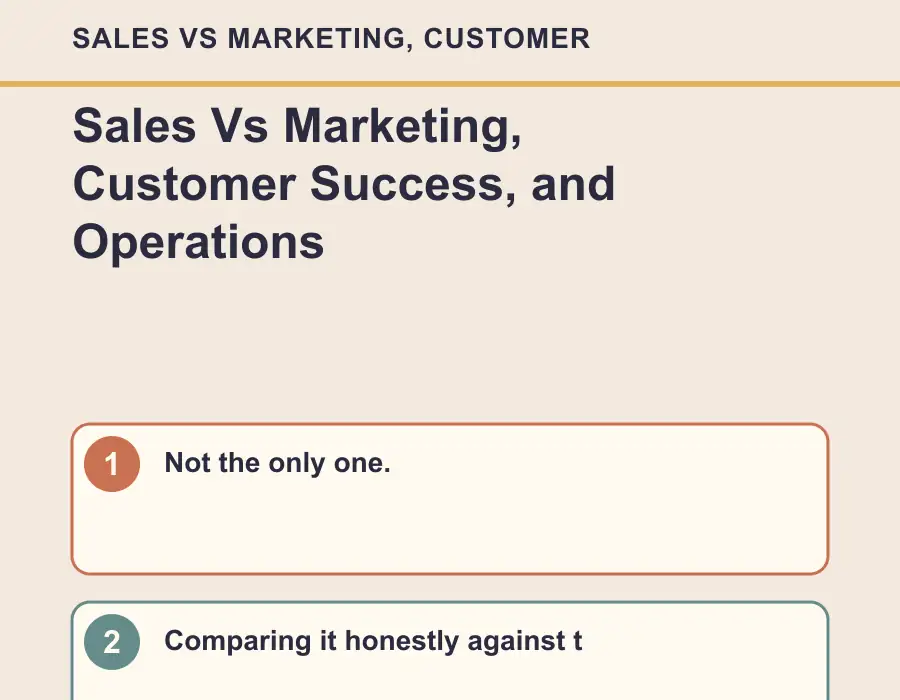 SALES VS MARKETING, CUSTOMER
Sales Vs Marketing,
Customer Success, and
Operations
1
Not the only one.
2
Comparing it honestly against t